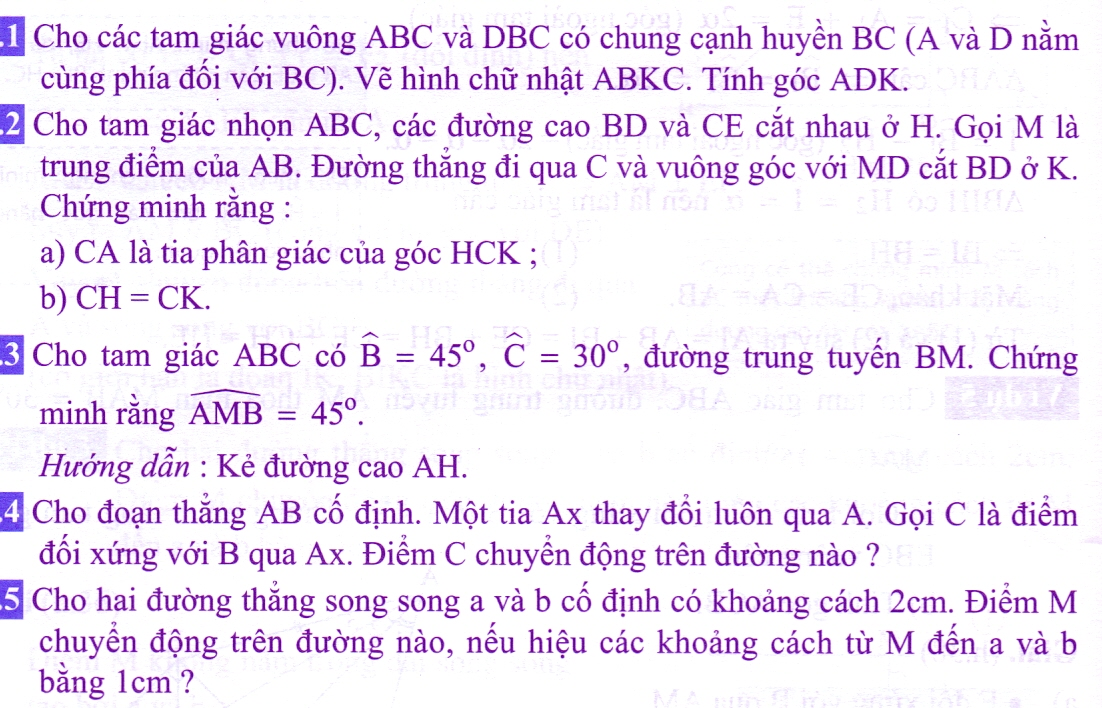 .1 Cho các tam giác vuông ABC và DBC có chung cạnh huyền BC (A và D nằm
cùng phía đối với BC). Vẽ hình chữ nhật ABKC. Tính góc ADK.
.2 Cho tam giác nhọn ABC, các đường cao BD và CE cắt nhau ở H. Gọi M là
trung điểm của AB. Đường thẳng đi qua C và vuông góc với MD cắt BD ở K.
Chứng minh rằng :
a) CA là tia phân giác của góc HCK ;
b) CH = CK.
.3 Cho tam giác ABC có B̂ = 45°, Ĉ = 30°, đường trung tuyến BM. Chứng
minh rằng \widehat{AMB} = 45°.
Hướng dẫn : Kẻ đường cao AH.
.4 Cho đoạn thẳng AB cố định. Một tia Ax thay đổi luôn qua A. Gọi C là điểm
đối xứng với B qua Ax. Điểm C chuyển động trên đường nào ?
.5 Cho hai đường thẳng song song a và b cố định có khoảng cách 2cm. Điểm M
chuyển động trên đường nào, nếu hiệu các khoảng cách từ M đến a và b
bằng 1cm ?